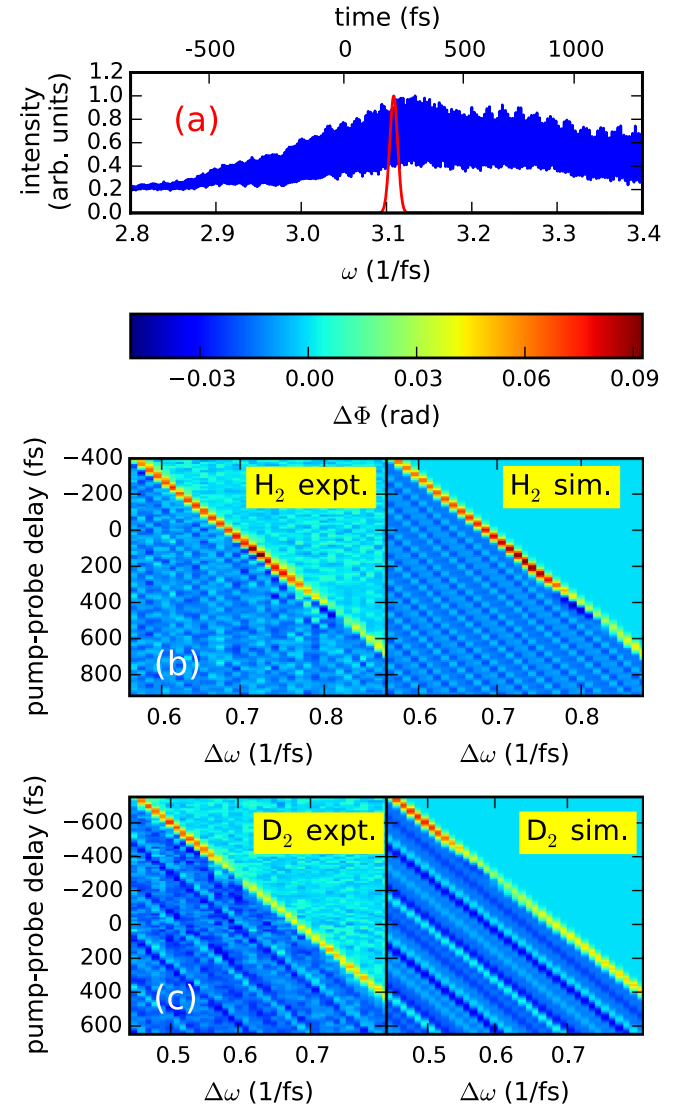 time (fs)
-500 0 500 1000
intensity
(arb. units)
1.2
1.0
0.8
0.6
0.4
0.2
0.0
(a)
2.8 2.9 3.0 3.1 3.2 3.3 3.4
ω (1/fs)
−0.03 0.00 0.03 0.06 0.09
ΔΦ (rad)
pump-probe delay (fs)
−400
−200
0
200
400
600
800
H₂ expt.
H₂ sim.
(b)
0.6 0.7 0.8 0.6 0.7 0.8
Δω (1/fs) Δω (1/fs)
pump-probe delay (fs)
−600
−400
−200
0
200
400
600
D₂ expt.
D₂ sim.
(c)
0.5 0.6 0.7 0.5 0.6 0.7
Δω (1/fs) Δω (1/fs)